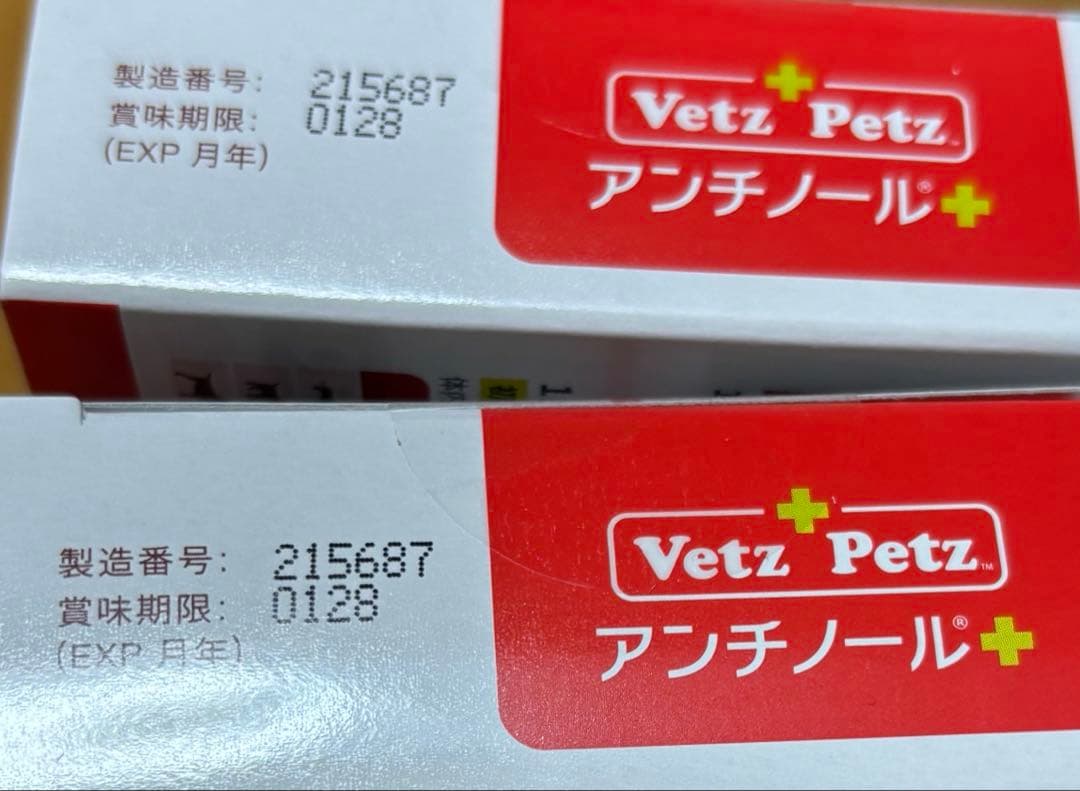 製造番号: 215687
賞味期限: 0128
(EXP 月年)
Vetz Petz™
アンチノール®
製造番号: 215687
賞味期限: 0128
(EXP 月年)
Vetz Petz™
アンチノール®